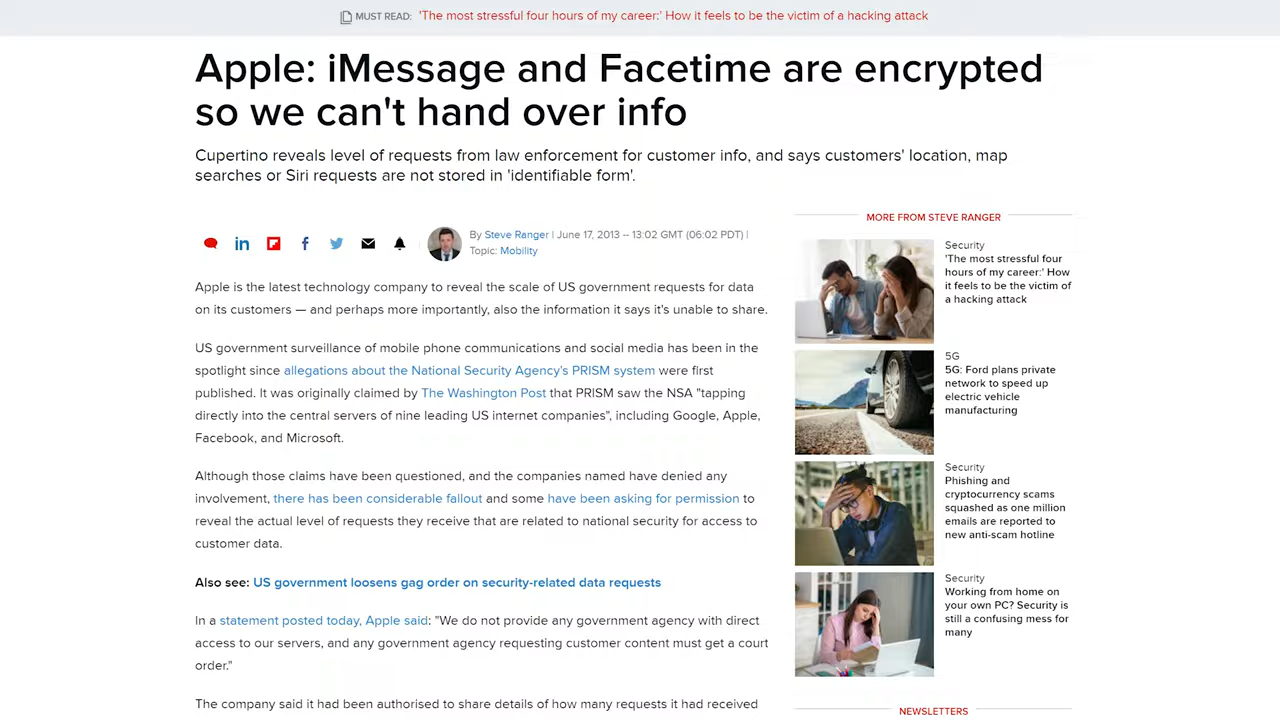 MUST READ: 'The most stressful four hours of my career:' How it feels to be the victim of a hacking attack
Apple: iMessage and Facetime are encrypted
so we can't hand over info
Cupertino reveals level of requests from law enforcement for customer info, and says customers' location, map
searches or Siri requests are not stored in 'identifiable form'.
By Steve Ranger | June 17, 2013 -- 13:02 GMT (06:02 PDT) |
Topic: Mobility
Apple is the latest technology company to reveal the scale of US government requests for data
on its customers — and perhaps more importantly, also the information it says it's unable to share.
US government surveillance of mobile phone communications and social media has been in the
spotlight since allegations about the National Security Agency's PRISM system were first
published. It was originally claimed by The Washington Post that PRISM saw the NSA "tapping
directly into the central servers of nine leading US internet companies", including Google, Apple,
Facebook, and Microsoft.
Although those claims have been questioned, and the companies named have denied any
involvement, there has been considerable fallout and some have been asking for permission to
reveal the actual level of requests they receive that are related to national security for access to
customer data.
Also see: US government loosens gag order on security-related data requests
In a statement posted today, Apple said: "We do not provide any government agency with direct
access to our servers, and any government agency requesting customer content must get a court
order."
The company said it had been authorised to share details of how many requests it had received
MORE FROM STEVE RANGER
Security
'The most stressful four
hours of my career:' How
it feels to be the victim of
a hacking attack
5G
5G: Ford plans private
network to speed up
electric vehicle
manufacturing
Security
Phishing and
cryptocurrency scams
squashed as one million
emails are reported to
new anti-scam hotline
Security
Working from home on
your own PC? Security is
still a confusing mess for
many
NEWSLETTERS